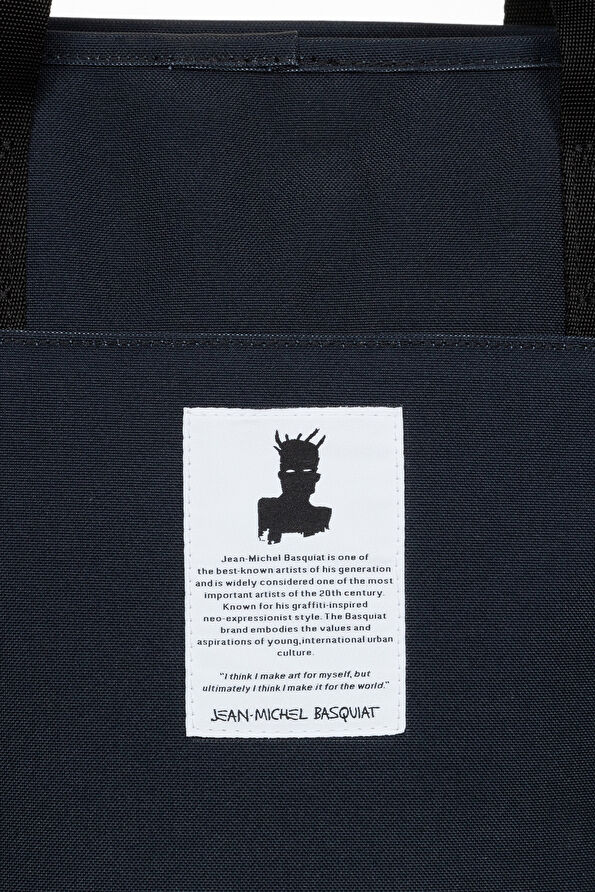 Jean-Michel Basquiat is one of
the best-known artists of his generation
and is widely considered one of the most
important artists of the 20th century.
Known for his graffiti-inspired
neo-expressionist style. The Basquiat
brand embodies the values and
aspirations of young,international urban
culture.
“I think I make art for myself, but
ultimately I think I make it for the world.”
JEAN-MICHEL BASQUIAT